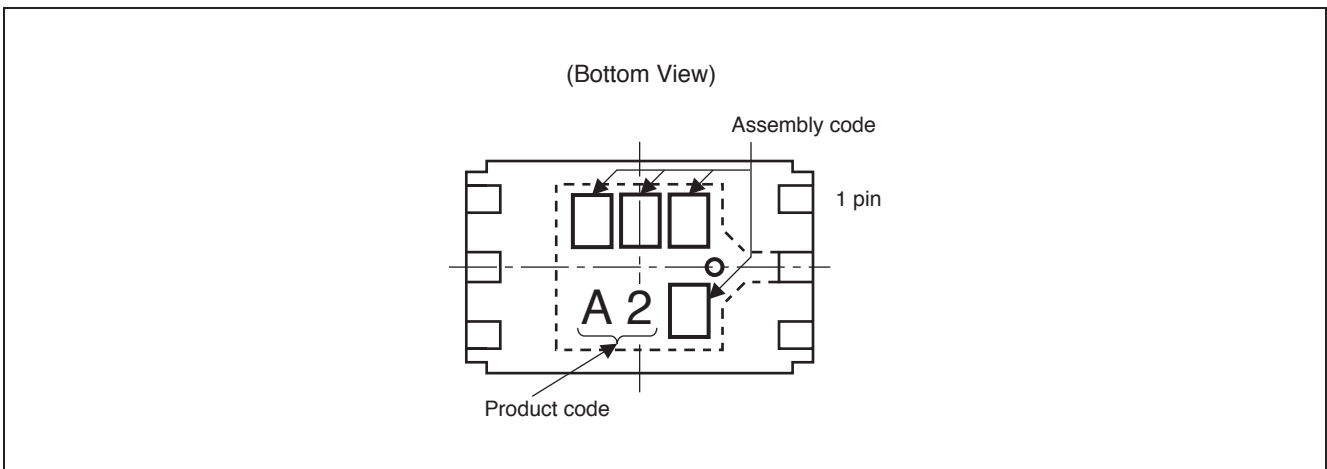 (Bottom View)
Assembly code
1 pin
A 2
Product code